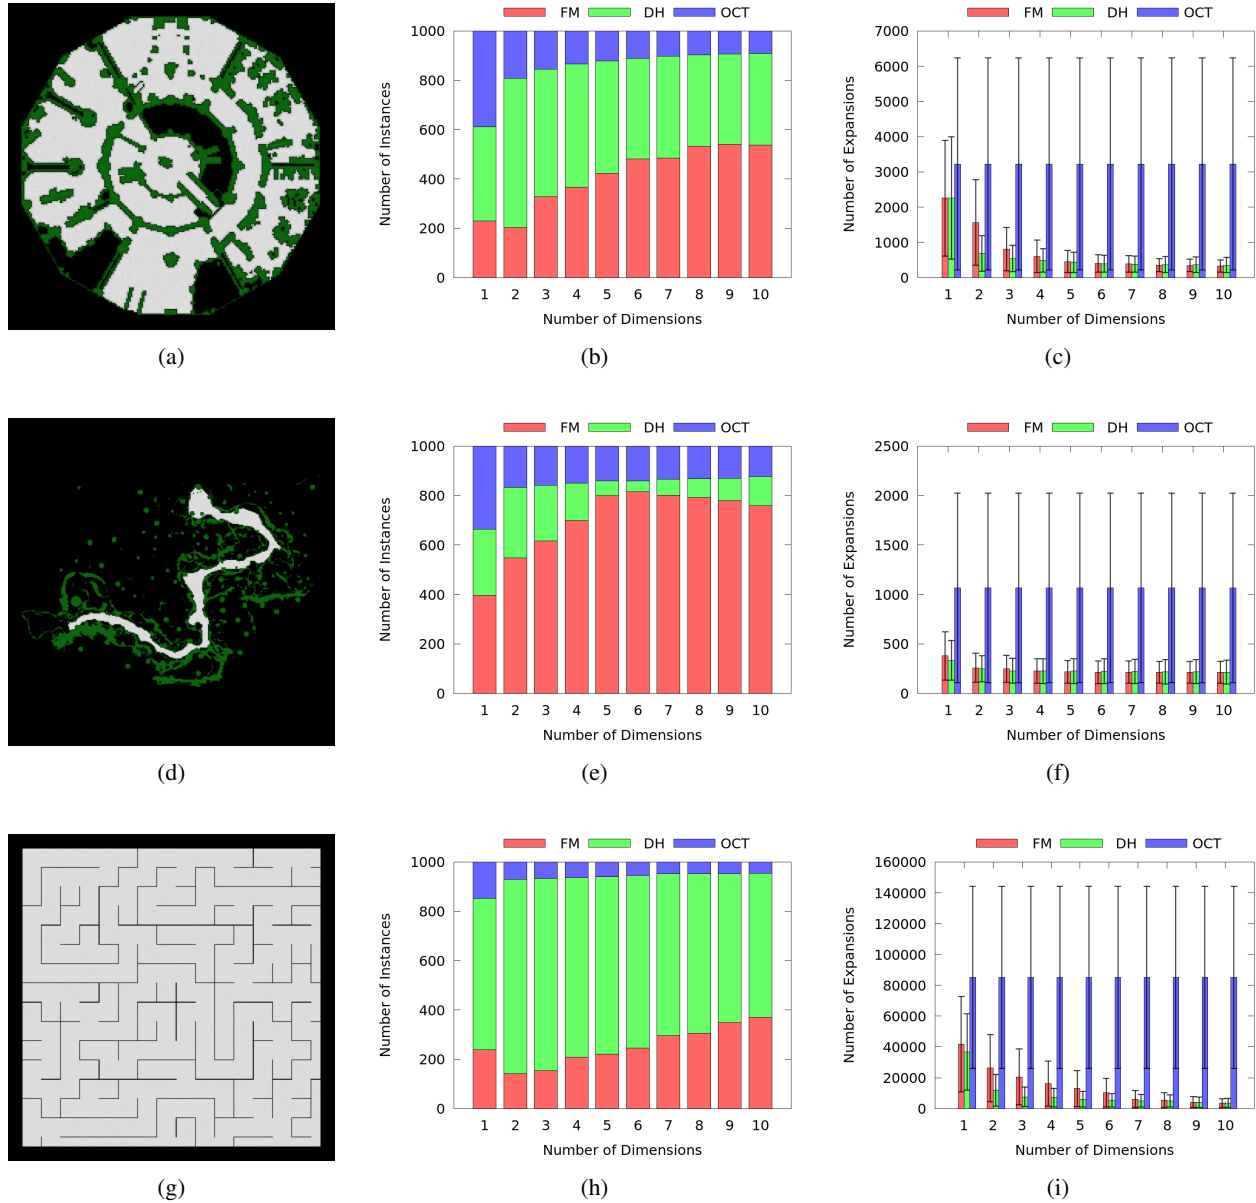 FM DH OCT
1000
800
600
400
200
0
Number of Instances
1 2 3 4 5 6 7 8 9 10
Number of Dimensions
FM DH OCT
7000
6000
5000
4000
3000
2000
1000
0
Number of Expansions
1 2 3 4 5 6 7 8 9 10
Number of Dimensions
(a) (b) (c)
FM DH OCT
1000
800
600
400
200
0
Number of Instances
1 2 3 4 5 6 7 8 9 10
Number of Dimensions
FM DH OCT
2500
2000
1500
1000
500
0
Number of Expansions
1 2 3 4 5 6 7 8 9 10
Number of Dimensions
(d) (e) (f)
FM DH OCT
1000
800
600
400
200
0
Number of Instances
1 2 3 4 5 6 7 8 9 10
Number of Dimensions
FM DH OCT
160000
140000
120000
100000
80000
60000
40000
20000
0
Number of Expansions
1 2 3 4 5 6 7 8 9 10
Number of Dimensions
(g) (h) (i)